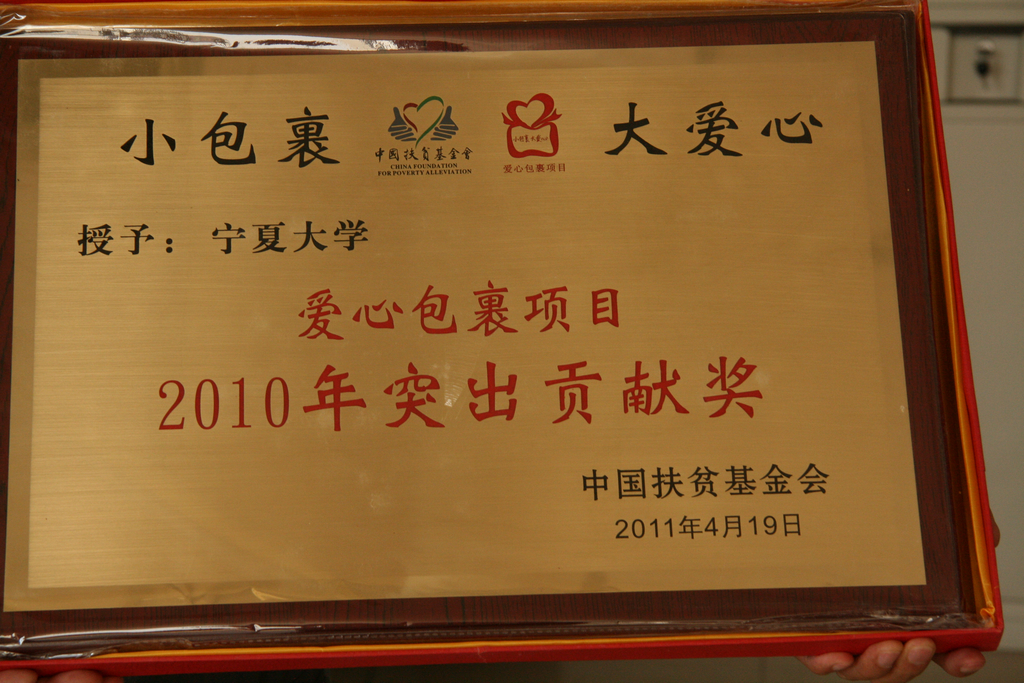 小包裹 大爱心
中国扶贫基金會
CHINA FOUNDATION
FOR POVERTY ALLEVIATION
爱心包裹项目
授予：宁夏大学
爱心包裹项目
2010年突出贡献奖
中国扶贫基金会
2011年4月19日